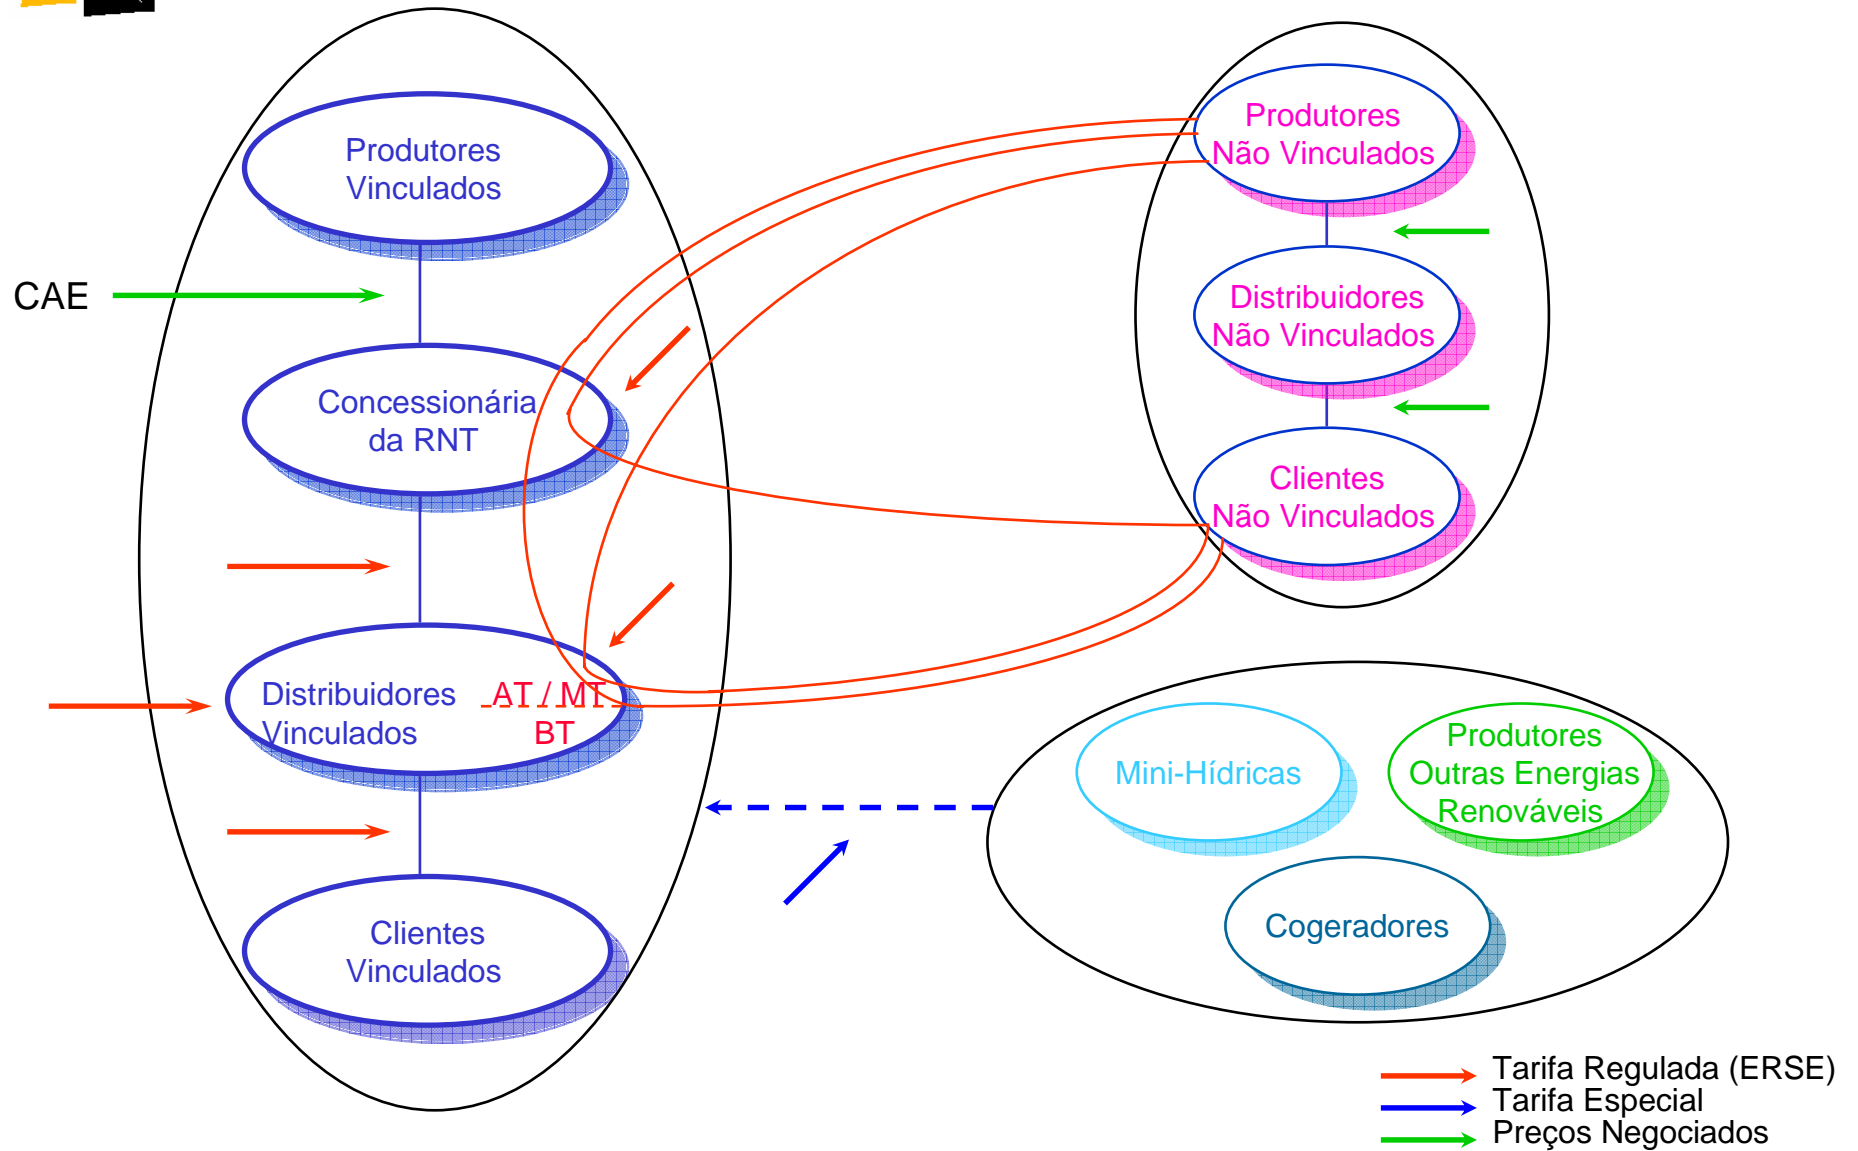 Produtores
Vinculados
CAE
Concessionária
da RNT
Distribuidores
Vinculados
AT / MT
BT
Clientes
Vinculados
Produtores
Não Vinculados
Distribuidores
Não Vinculados
Clientes
Não Vinculados
Mini-Hídricas
Produtores
Outras Energias
Renováveis
Cogeradores
Tarifa Regulada (ERSE)
Tarifa Especial
Preços Negociados